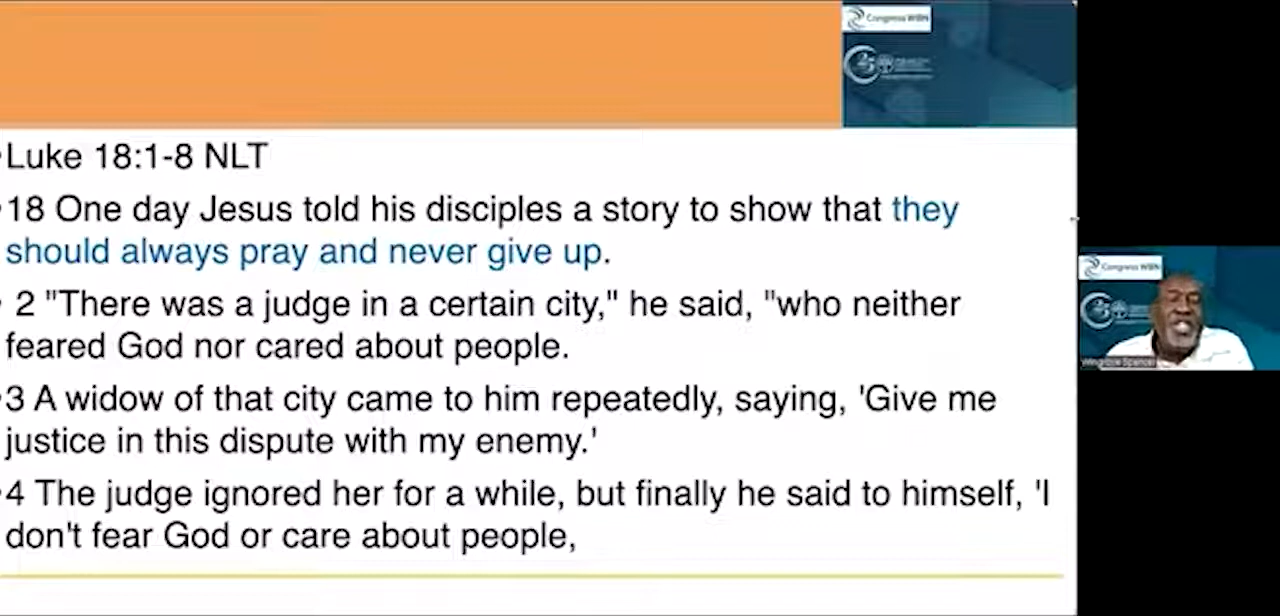 Congress WBN
25
Luke 18:1-8 NLT
18 One day Jesus told his disciples a story to show that they
should always pray and never give up.
2 "There was a judge in a certain city," he said, "who neither
feared God nor cared about people.
3 A widow of that city came to him repeatedly, saying, 'Give me
justice in this dispute with my enemy.'
4 The judge ignored her for a while, but finally he said to himself, 'I
don't fear God or care about people,
Congress WBN
25